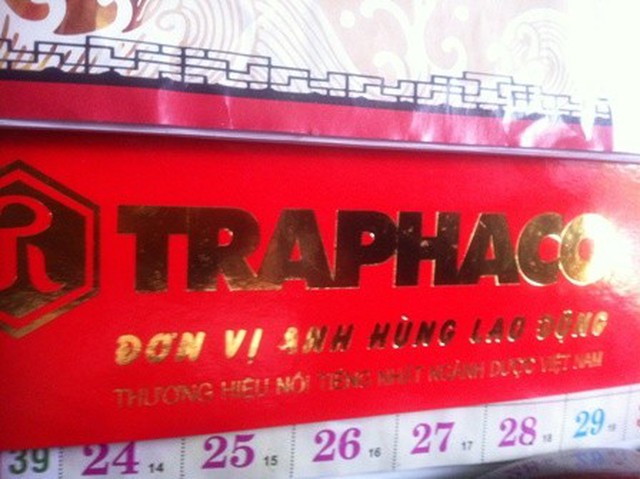 TRAPHACO
ĐƠN VỊ ANH HÙNG LAO ĐỘNG
THƯƠNG HIỆU NỔI TIẾNG NHẤT NGÀNH DƯỢC VIỆT NAM
39 24 14 25 15 26 16 27 17 28 18 29 19